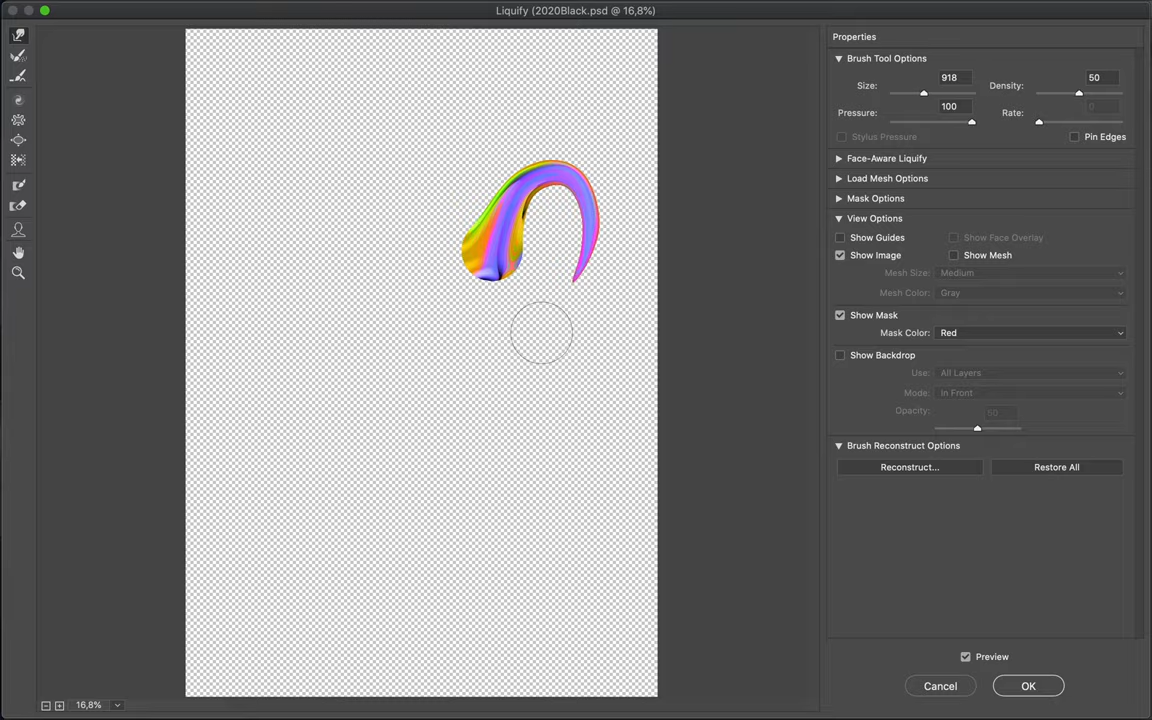 Liquify (2020Black.psd @ 16,8%)
Properties
Brush Tool Options
Size: 918 Density: 50
Pressure: 100 Rate: 0
Stylus Pressure Pin Edges
Face-Aware Liquify
Load Mesh Options
Mask Options
View Options
Show Guides Show Face Overlay
Show Image Show Mesh
Mesh Size: Medium
Mesh Color: Gray
Show Mask
Mask Color: Red
Show Backdrop
Use: All Layers
Mode: In Front
Opacity: 50
Brush Reconstruct Options
Reconstruct... Restore All
Preview
Cancel OK
16,8%